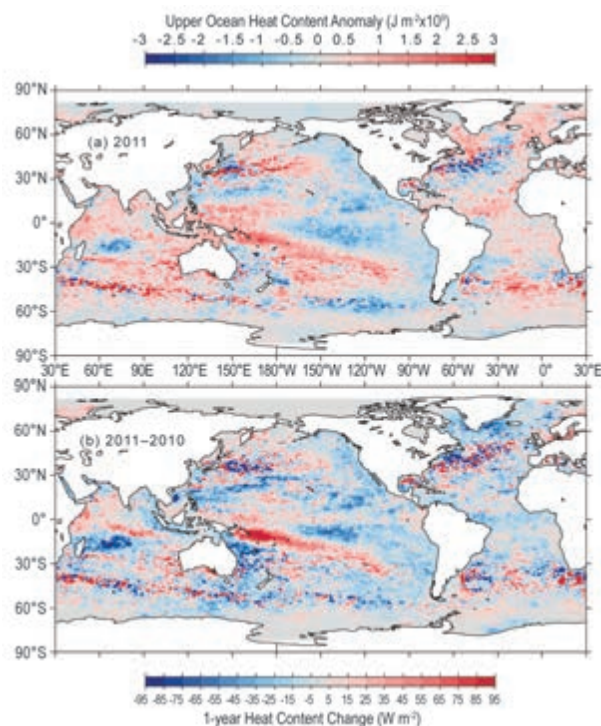 Upper Ocean Heat Content Anomaly (J m⁻²x10⁹)
-3 -2.5 -2 -1.5 -1 -0.5 0 0.5 1 1.5 2 2.5 3
90°N
60°N
(a) 2011
30°N
0°
30°S
60°S
90°S
30°E 60°E 90°E 120°E 150°E 180°W 150°W 120°W 90°W 60°W 30°W 0° 30°E
90°N
60°N
(b) 2011–2010
30°N
0°
30°S
60°S
90°S
-95 -85 -75 -65 -55 -45 -35 -25 -15 -5 5 15 25 35 45 55 65 75 85 95
1-year Heat Content Change (W m⁻²)